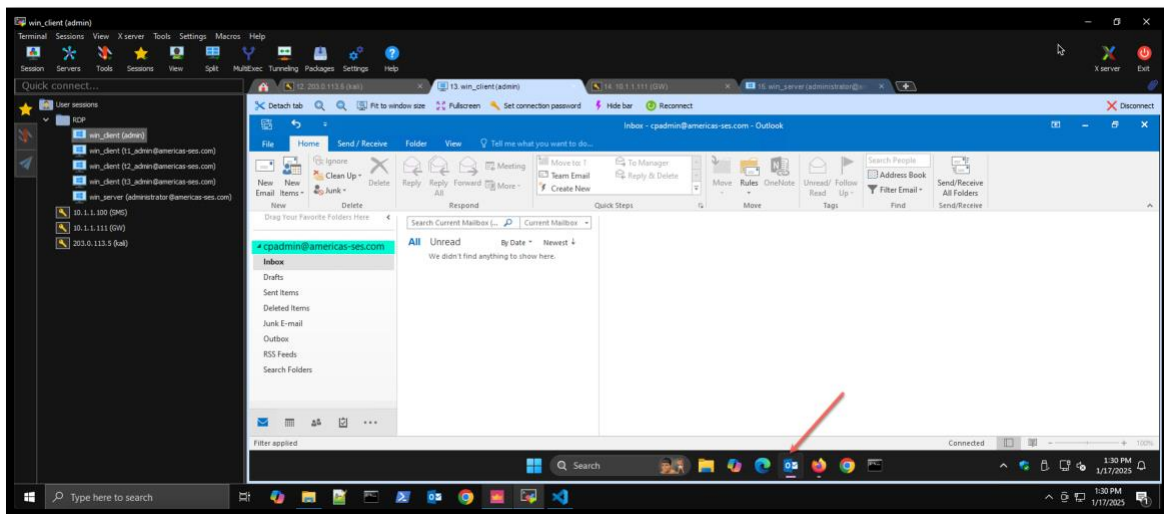 win_client (admin)
Terminal Sessions View X server Tools Settings Macros Help
Session Servers Tools Sessions View Split MultiExec Tunneling Packages Settings Help
X server Exit
Quick connect...
12. 203.0.113.5 (kali)
13. win_client (admin)
14. 10.1.1.111 (GW)
15. win_server (administrator@
User sessions
RDP
win_client (admin)
win_client (t1_admin@americas-ses.com)
win_client (t2_admin@americas-ses.com)
win_client (t3_admin@americas-ses.com)
win_server (administrator@americas-ses.com)
10.1.1.100 (SMS)
10.1.1.111 (GW)
203.0.113.5 (kali)
Detach tab Fit to window size Fullscreen Set connection password Hide bar Reconnect Disconnect
Inbox - cpadmin@americas-ses.com - Outlook
File Home Send / Receive Folder View Tell me what you want to do...
New Email
New Items
Ignore
Clean Up
Junk
Delete
Reply
Reply All
Forward
Meeting
More
Move to: ?
Team Email
Create New
To Manager
Reply & Delete
Move
Rules
OneNote
Unread/ Read
Follow Up
Search People
Address Book
Filter Email
Send/Receive All Folders
New Delete Respond Quick Steps Move Tags Find Send/Receive
Drag Your Favorite Folders Here
cpadmin@americas-ses.com
Inbox
Drafts
Sent Items
Deleted Items
Junk E-mail
Outbox
RSS Feeds
Search Folders
Search Current Mailbox (... Current Mailbox
All Unread By Date Newest ↓
We didn't find anything to show here.
Filter applied
Connected
100%
Search
1:30 PM
1/17/2025
Type here to search
1:30 PM
1/17/2025